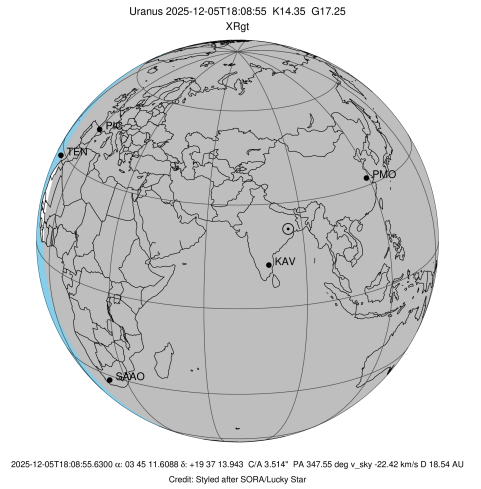 Uranus 2025-12-05T18:08:55 K14.35 G17.25
XRgt
PIC
TEN
PMO
KAV
SAAO
2025-12-05T18:08:55.6300 α: 03 45 11.6088 δ: +19 37 13.943 C/A 3.514" PA 347.55 deg v_sky -22.42 km/s D 18.54 AU
Credit: Styled after SORA/Lucky Star